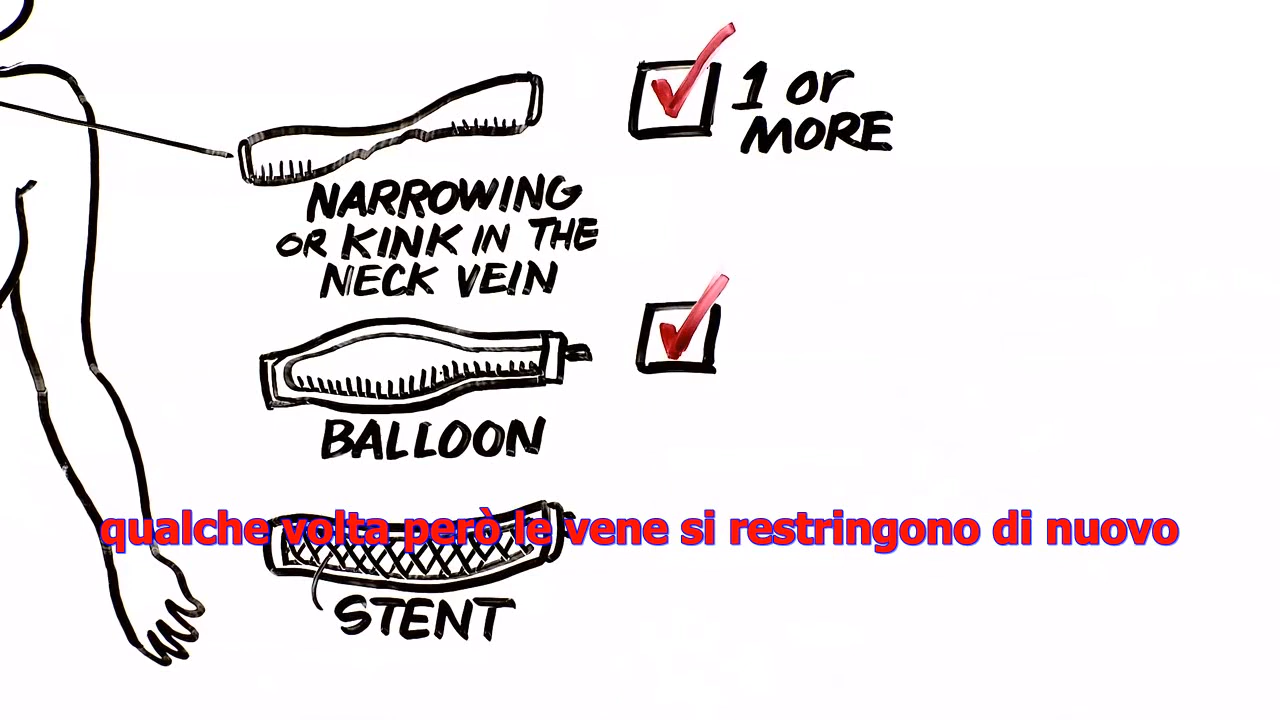 1 or
MORE
NARROWING
OR KINK IN THE
NECK VEIN
BALLOON
qualche volta però le vene si restringono di nuovo
STENT